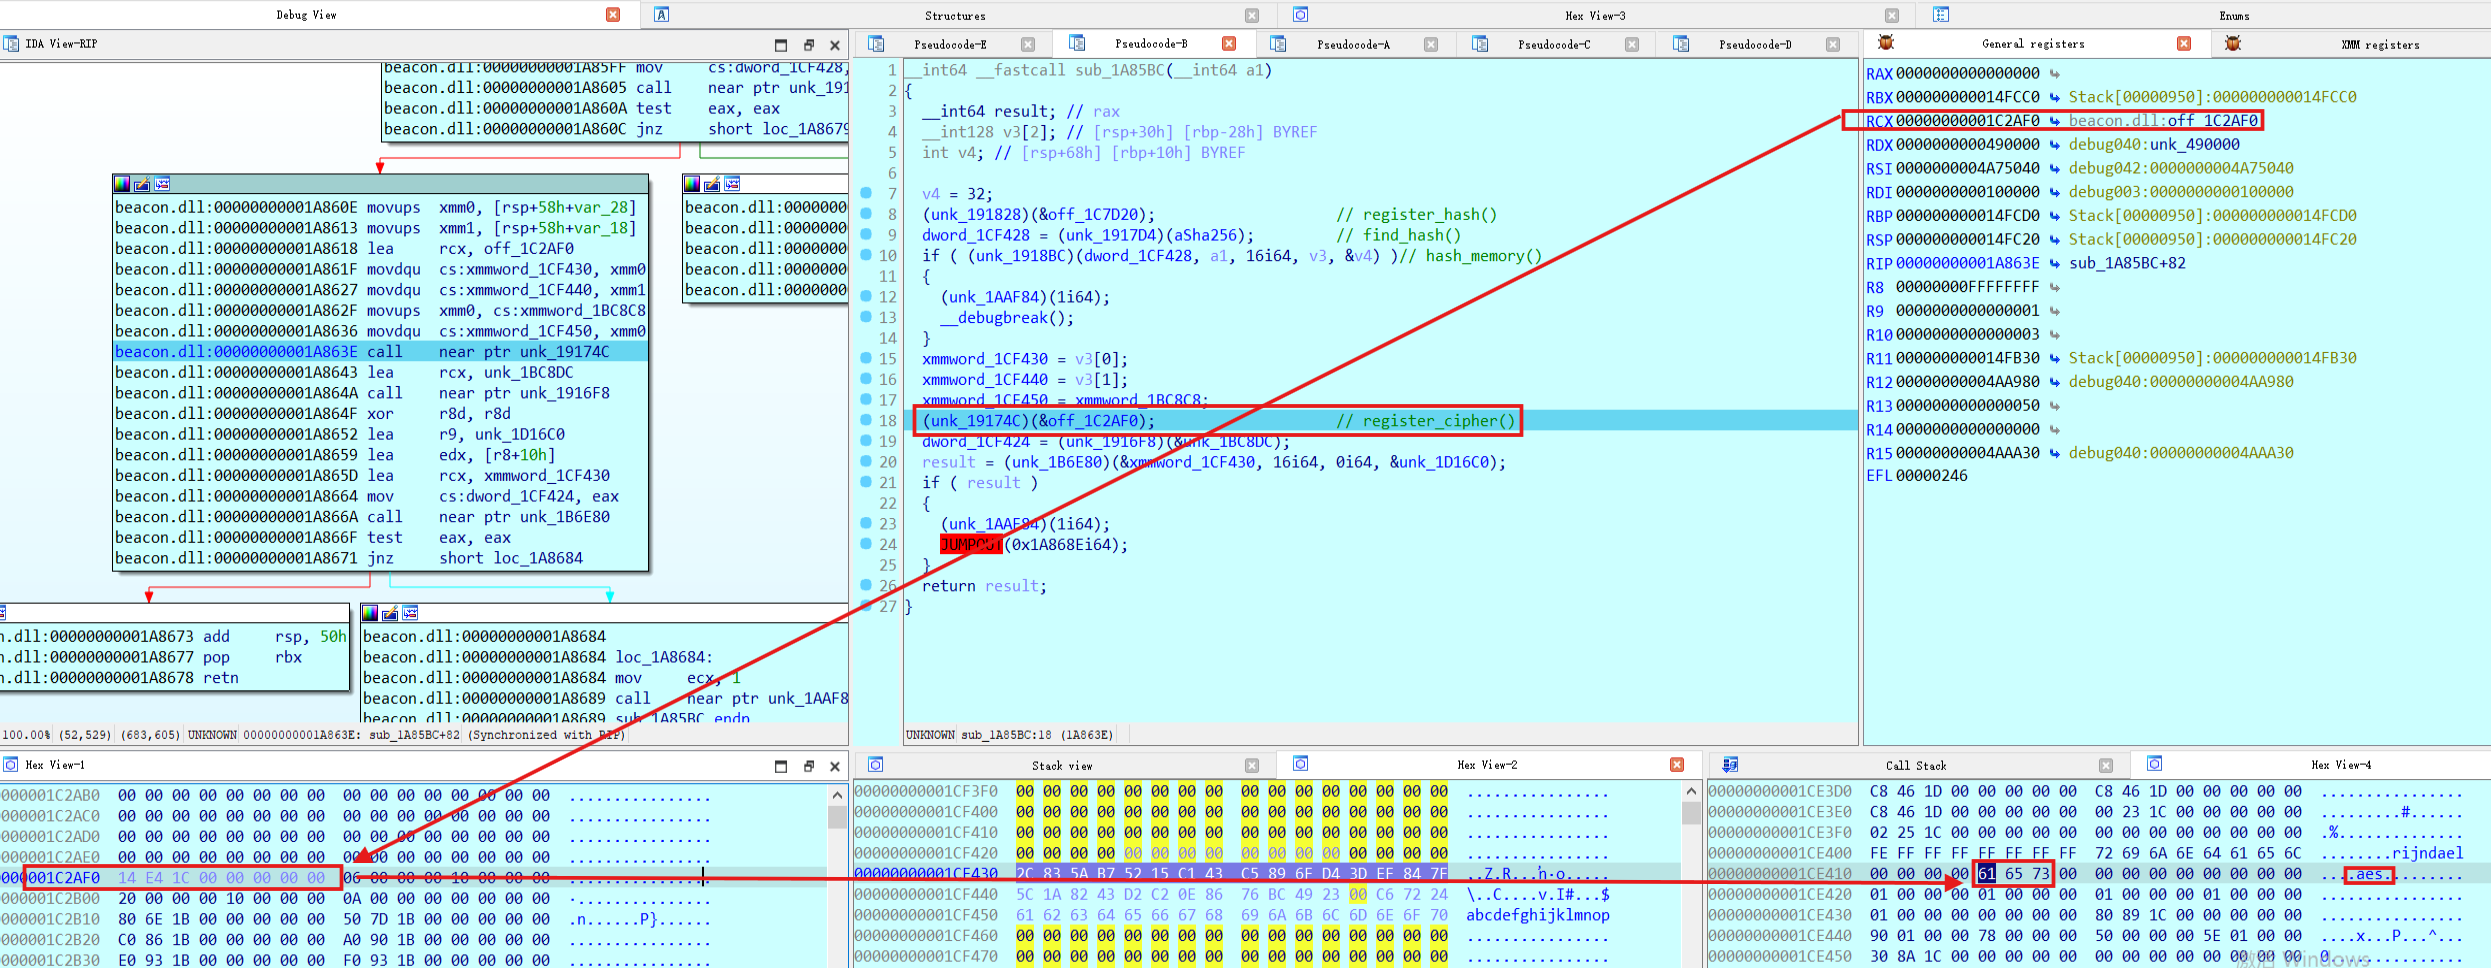 Debug View
Structures
Hex View-3
Enums
IDA View-RIP
beacon.dll:00000000001A85FF mov cs:dword_1CF428,
beacon.dll:00000000001A8605 call near ptr unk_191
beacon.dll:00000000001A860A test eax, eax
beacon.dll:00000000001A860C jnz short loc_1A8679
beacon.dll:00000000001A860E movups xmm0, [rsp+58h+var_28]
beacon.dll:00000000001A8613 movups xmm1, [rsp+58h+var_18]
beacon.dll:00000000001A8618 lea rcx, off_1C2AF0
beacon.dll:00000000001A861F movdqu cs:xmmword_1CF430, xmm0
beacon.dll:00000000001A8627 movdqu cs:xmmword_1CF440, xmm1
beacon.dll:00000000001A862F movups xmm0, cs:xmmword_1BC8C8
beacon.dll:00000000001A8636 movdqu cs:xmmword_1CF450, xmm0
beacon.dll:00000000001A863E call near ptr unk_19174C
beacon.dll:00000000001A8643 lea rcx, unk_1BC8DC
beacon.dll:00000000001A864A call near ptr unk_1916F8
beacon.dll:00000000001A864F xor r8d, r8d
beacon.dll:00000000001A8652 lea r9, unk_1D16C0
beacon.dll:00000000001A8659 lea edx, [r8+10h]
beacon.dll:00000000001A865D lea rcx, xmmword_1CF430
beacon.dll:00000000001A8664 mov cs:dword_1CF424, eax
beacon.dll:00000000001A866A call near ptr unk_1B6E80
beacon.dll:00000000001A866F test eax, eax
beacon.dll:00000000001A8671 jnz short loc_1A8684
beacon.dll:0000000
beacon.dll:0000000
beacon.dll:0000000
beacon.dll:0000000
beacon.dll:0000000
n.dll:00000000001A8673 add rsp, 50h
n.dll:00000000001A8677 pop rbx
n.dll:00000000001A8678 retn
beacon.dll:00000000001A8684
beacon.dll:00000000001A8684 loc_1A8684:
beacon.dll:00000000001A8684 mov ecx, 1
beacon.dll:00000000001A8689 call near ptr unk_1AAF8
beacon.dll:00000000001A8689 sub_1A85BC endp
100.00% (52,529) (683,605) UNKNOWN 00000000001A863E: sub_1A85BC+82 (Synchronized with RIP)
Pseudocode-E
Pseudocode-B
Pseudocode-A
Pseudocode-C
Pseudocode-D
1 __int64 __fastcall sub_1A85BC(__int64 a1)
2 {
3 __int64 result; // rax
4 __int128 v3[2]; // [rsp+30h] [rbp-28h] BYREF
5 int v4; // [rsp+68h] [rbp+10h] BYREF
6
7 v4 = 32;
8 (unk_191828)(&off_1C7D20); // register_hash()
9 dword_1CF428 = (unk_1917D4)(aSha256); // find_hash()
10 if ( (unk_1918BC)(dword_1CF428, a1, 16i64, v3, &v4) )// hash_memory()
11 {
12 (unk_1AAF84)(1i64);
13 __debugbreak();
14 }
15 xmmword_1CF430 = v3[0];
16 xmmword_1CF440 = v3[1];
17 xmmword_1CF450 = xmmword_1BC8C8;
18 (unk_19174C)(&off_1C2AF0); // register_cipher()
19 dword_1CF424 = (unk_1916F8)(&unk_1BC8DC);
20 result = (unk_1B6E80)(&xmmword_1CF430, 16i64, 0i64, &unk_1D16C0);
21 if ( result )
22 {
23 (unk_1AAF84)(1i64);
24 JUMPOUT(0x1A868Ei64);
25 }
26 return result;
27 }
UNKNOWN sub_1A85BC:18 (1A863E)
General registers
XMM registers
RAX 0000000000000000
RBX 000000000014FCC0 Stack[00000950]:000000000014FCC0
RCX 00000000001C2AF0 beacon.dll:off_1C2AF0
RDX 0000000000490000 debug040:unk_490000
RSI 0000000004A75040 debug042:0000000004A75040
RDI 0000000000100000 debug003:0000000000100000
RBP 000000000014FCD0 Stack[00000950]:000000000014FCD0
RSP 000000000014FC20 Stack[00000950]:000000000014FC20
RIP 00000000001A863E sub_1A85BC+82
R8 00000000FFFFFFFF
R9 0000000000000001
R10 0000000000000003
R11 000000000014FB30 Stack[00000950]:000000000014FB30
R12 00000000004AA980 debug040:00000000004AA980
R13 0000000000000050
R14 0000000000000000
R15 00000000004AAA30 debug040:00000000004AAA30
EFL 00000246
Hex View-1
0000001C2AB0 00 00 00 00 00 00 00 00 00 00 00 00 00 00 00 00 ................
0000001C2AC0 00 00 00 00 00 00 00 00 00 00 00 00 00 00 00 00 ................
0000001C2AD0 00 00 00 00 00 00 00 00 00 00 00 00 00 00 00 00 ................
0000001C2AE0 00 00 00 00 00 00 00 00 00 00 00 00 00 00 00 00 ................
0000001C2AF0 14 E4 1C 00 00 00 00 00 06 00 00 00 10 00 00 00 ................
0000001C2B00 20 00 00 00 10 00 00 00 0A 00 00 00 00 00 00 00 ...............
0000001C2B10 80 6E 1B 00 00 00 00 00 50 7D 1B 00 00 00 00 00 .n......P}......
0000001C2B20 C0 86 1B 00 00 00 00 00 A0 90 1B 00 00 00 00 00 ................
0000001C2B30 E0 93 1B 00 00 00 00 00 F0 93 1B 00 00 00 00 00 ................
Stack view
Hex View-2
00000000001CF3F0 00 00 00 00 00 00 00 00 00 00 00 00 00 00 00 00 ................
00000000001CF400 00 00 00 00 00 00 00 00 00 00 00 00 00 00 00 00 ................
00000000001CF410 00 00 00 00 00 00 00 00 00 00 00 00 00 00 00 00 ................
00000000001CF420 00 00 00 00 00 00 00 00 00 00 00 00 00 00 00 00 ................
00000000001CF430 2C 83 5A B7 52 15 C1 43 C5 89 6E D4 3D EF 84 7F
00000000001CF440 5C 1A 82 43 D2 C2 0E 86 76 BC 49 23 00 C6 72 24 \..C....v.I#..r$
00000000001CF450 61 62 63 64 65 66 67 68 69 6A 6B 6C 6D 6E 6F 70 abcdefghijklmnop
00000000001CF460 00 00 00 00 00 00 00 00 00 00 00 00 00 00 00 00 ................
00000000001CF470 00 00 00 00 00 00 00 00 00 00 00 00 00 00 00 00 ................
Call Stack
Hex View-4
00000000001CE3D0 C8 46 1D 00 00 00 00 00 C8 46 1D 00 00 00 00 00 ................
00000000001CE3E0 C8 46 1D 00 00 00 00 00 00 23 1C 00 00 00 00 00 .........#......
00000000001CE3F0 02 25 1C 00 00 00 00 00 00 00 00 00 00 00 00 00 .%..............
00000000001CE400 FE FF FF FF FF FF FF FF 72 69 6A 6E 64 61 65 6C ........rijndael
00000000001CE410 00 00 00 00 61 65 73 00 00 00 00 00 00 00 00 00 ....aes.........
00000000001CE420 01 00 00 00 01 00 00 00 01 00 00 00 01 00 00 00 ................
00000000001CE430 01 00 00 00 00 00 00 00 80 89 1C 00 00 00 00 00 ................
00000000001CE440 90 01 00 00 78 00 00 00 50 00 00 00 5E 01 00 00 ....x...P...^...
00000000001CE450 30 8A 1C 00 00 00 00 00 00 00 00 00 00 00 00 00
激活 Windows